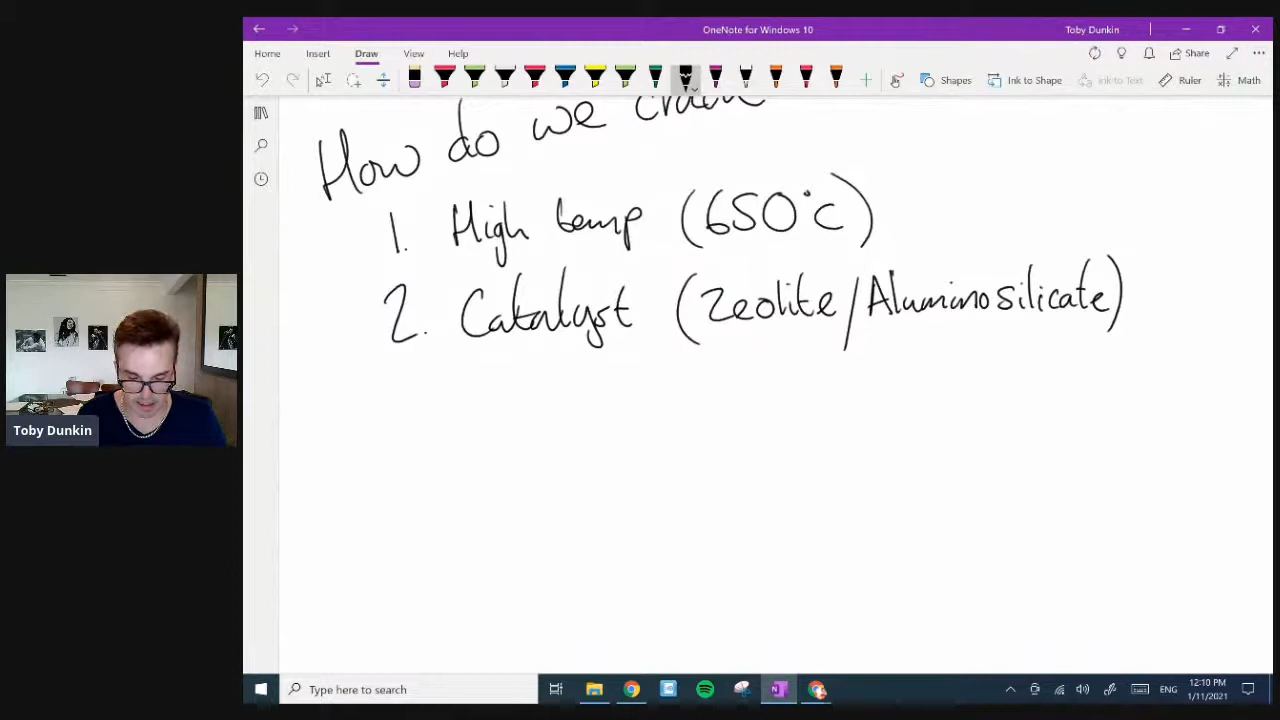 OneNote for Windows 10
Toby Dunkin
Home Insert Draw View Help
Share
Shapes Ink to Shape Ink to Text Ruler Math
How do we crack
1. High temp (650°C)
2. Catalyst (Zeolite/Aluminosilicate)
Toby Dunkin
Type here to search
ENG
12:10 PM
1/11/2021